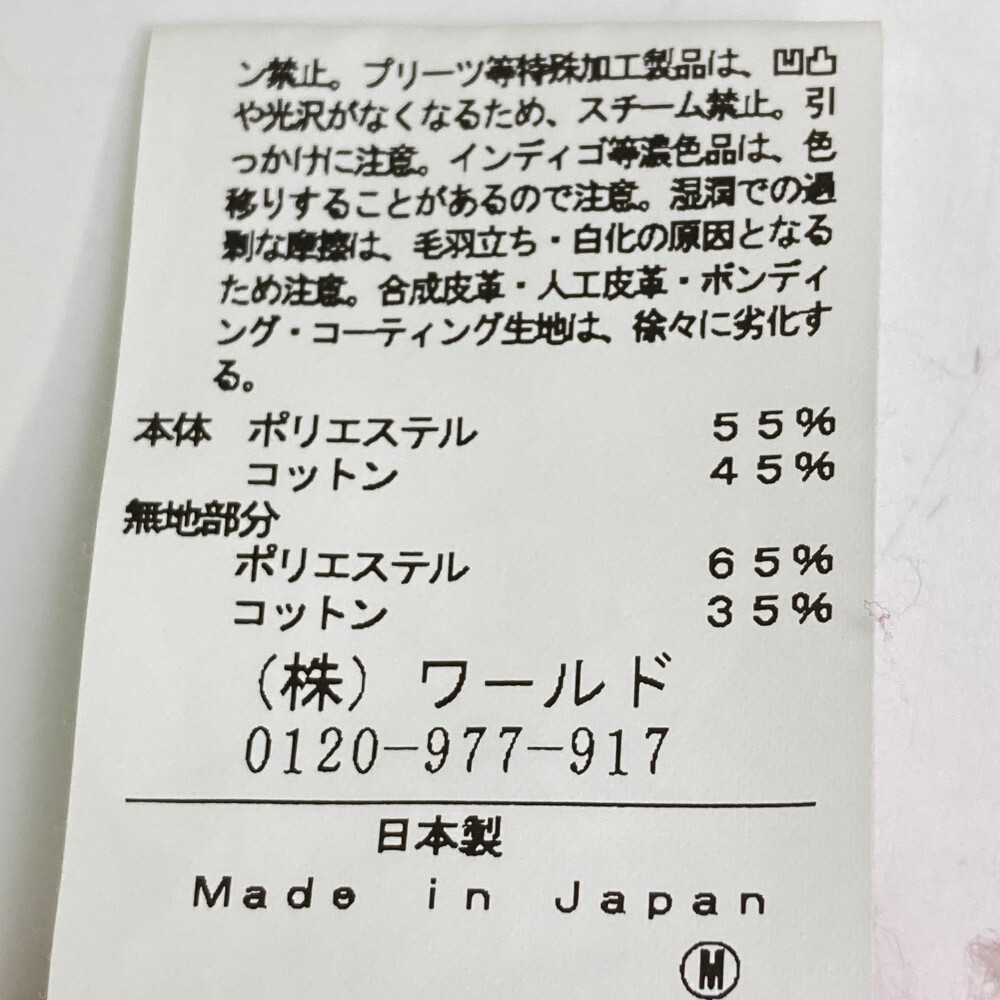 ン禁止。プリーツ等特殊加工製品は、凹凸
や光沢がなくなるため、スチーム禁止。引
っかけに注意。インディゴ等濃色品は、色
移りすることがあるので注意。湿潤での過
剰な摩擦は、毛羽立ち・白化の原因となる
ため注意。合成皮革・人工皮革・ボンディ
ング・コーティング生地は、徐々に劣化す
る。
本体 ポリエステル 55%
コットン 45%
無地部分
ポリエステル 65%
コットン 35%
(株) ワールド
0120-977-917
日本製
Made in Japan
M